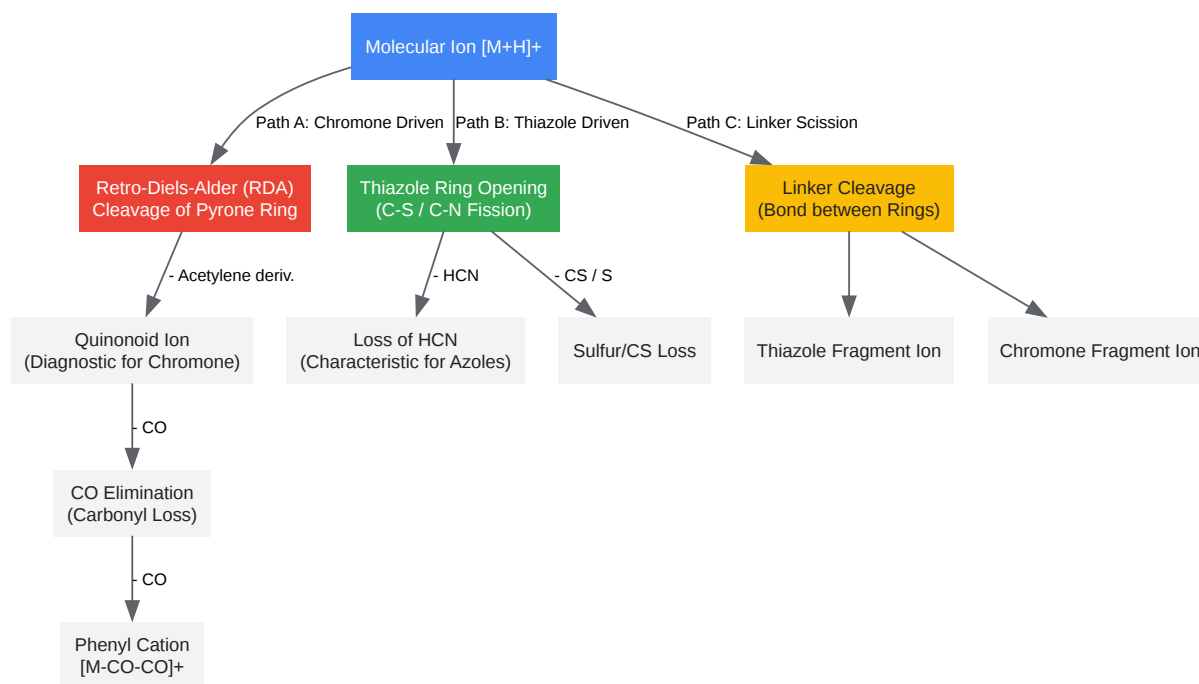 Molecular Ion [M+H]+
Path A: Chromone Driven
Path B: Thiazole Driven
Path C: Linker Scission
Retro-Diels-Alder (RDA)
Cleavage of Pyrone Ring
Thiazole Ring Opening
(C-S / C-N Fission)
Linker Cleavage
(Bond between Rings)
- Acetylene deriv.
- HCN
- CS / S
Quinonoid Ion
(Diagnostic for Chromone)
Loss of HCN
(Characteristic for Azoles)
Sulfur/CS Loss
Thiazole Fragment Ion
Chromone Fragment Ion
- CO
CO Elimination
(Carbonyl Loss)
- CO
Phenyl Cation
[M-CO-CO]+